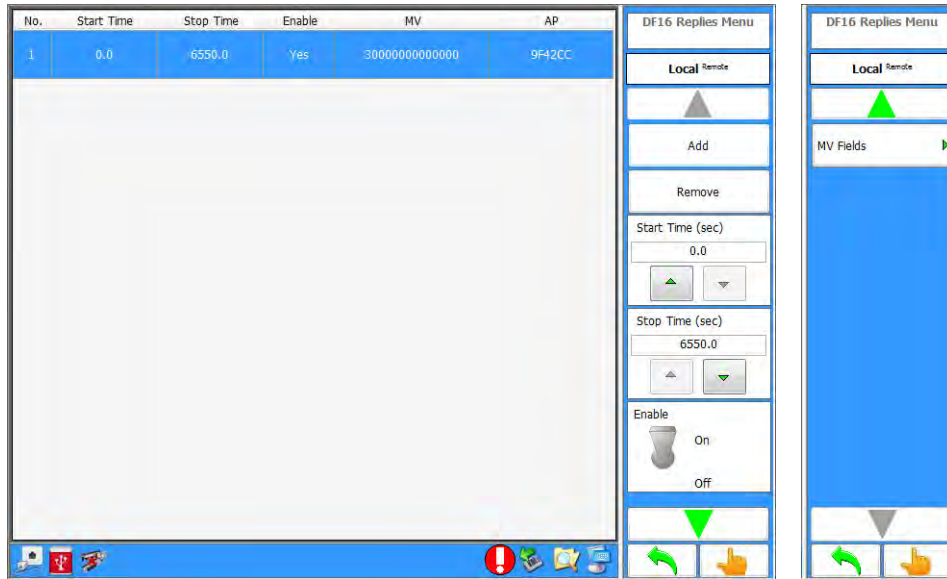 No. Start Time Stop Time Enable MV AP
1 0.0 6550.0 Yes 30000000000000 9F42CC
DF16 Replies Menu
Local Remote
Add
Remove
Start Time (sec)
0.0
Stop Time (sec)
6550.0
Enable
On
Off
DF16 Replies Menu
Local Remote
MV Fields